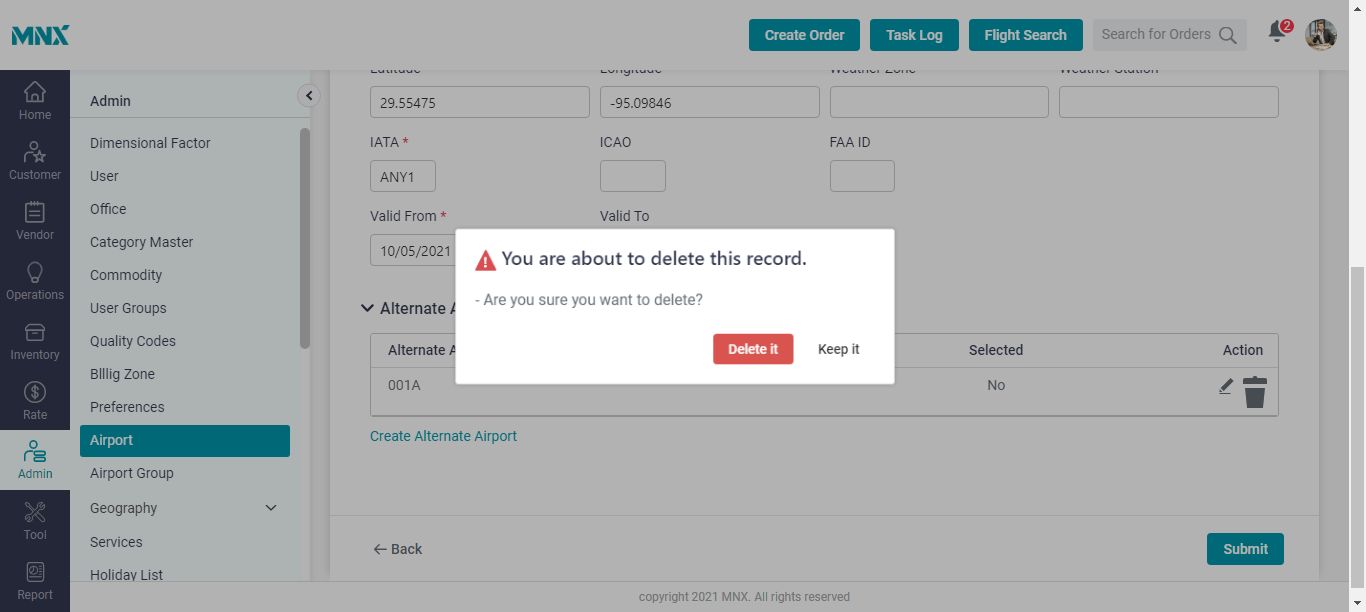 MNX
Create Order
Task Log
Flight Search
Search for Orders
2
Home
Customer
Vendor
Operations
Inventory
Rate
Admin
Tool
Report
Admin
Dimensional Factor
User
Office
Category Master
Commodity
User Groups
Quality Codes
Blllig Zone
Preferences
Airport
Airport Group
Geography
Services
Holiday List
Latitude Longitude Weather Zone Weather Station
29.55475 -95.09846
IATA * ICAO FAA ID
ANY1
Valid From * Valid To
10/05/2021
You are about to delete this record.
- Are you sure you want to delete?
Delete it Keep it
Alternate
Alternate Selected Action
001A No
Create Alternate Airport
Back
Submit
copyright 2021 MNX. All rights reserved